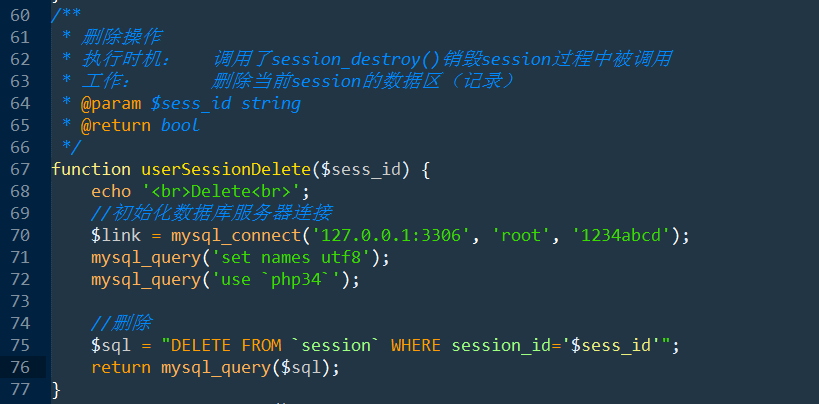 60 /**
61  * 删除操作
62  * 执行时机：  调用了session_destroy()销毁session过程中被调用
63  * 工作：      删除当前session的数据区（记录）
64  * @param $sess_id string
65  * @return bool
66  */
67 function userSessionDelete($sess_id) {
68     echo '<br>Delete<br>';
69     //初始化数据库服务器连接
70     $link = mysql_connect('127.0.0.1:3306', 'root', '1234abcd');
71     mysql_query('set names utf8');
72     mysql_query('use `php34`');
73
74     //删除
75     $sql = "DELETE FROM `session` WHERE session_id='$sess_id'";
76     return mysql_query($sql);
77 }